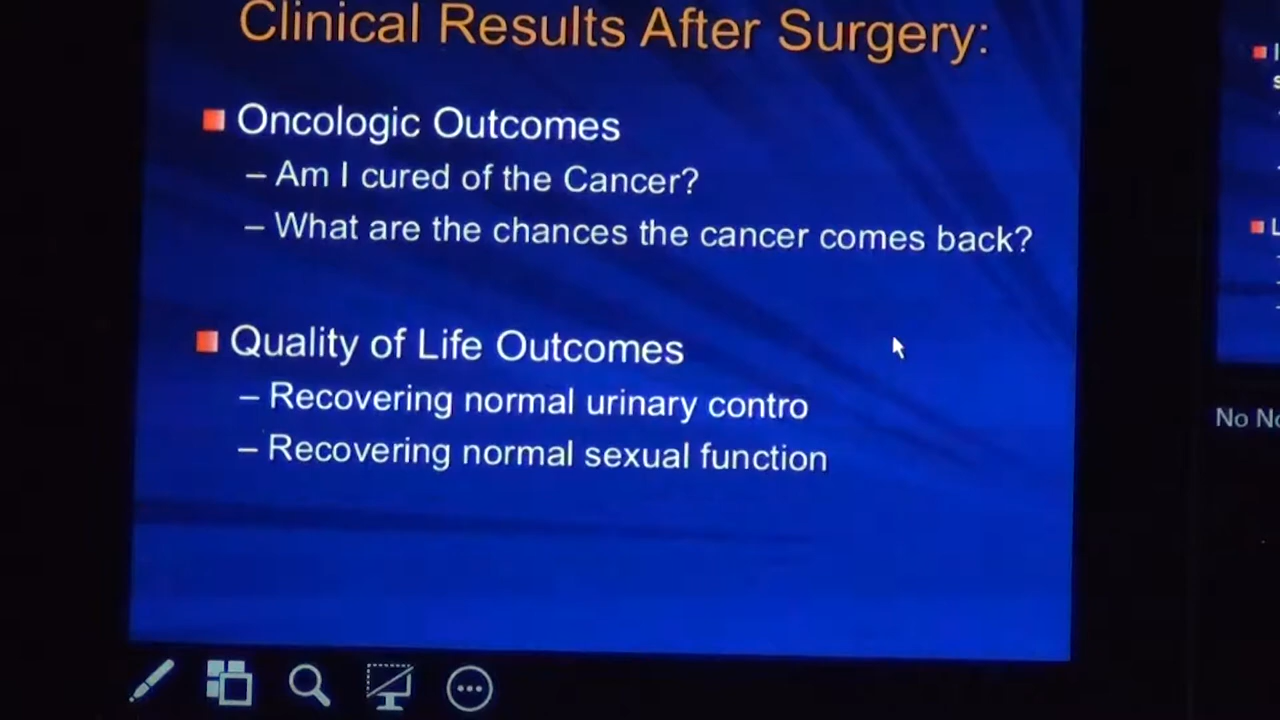 Clinical Results After Surgery:
Oncologic Outcomes
– Am I cured of the Cancer?
– What are the chances the cancer comes back?
Quality of Life Outcomes
– Recovering normal urinary contro
– Recovering normal sexual function
No